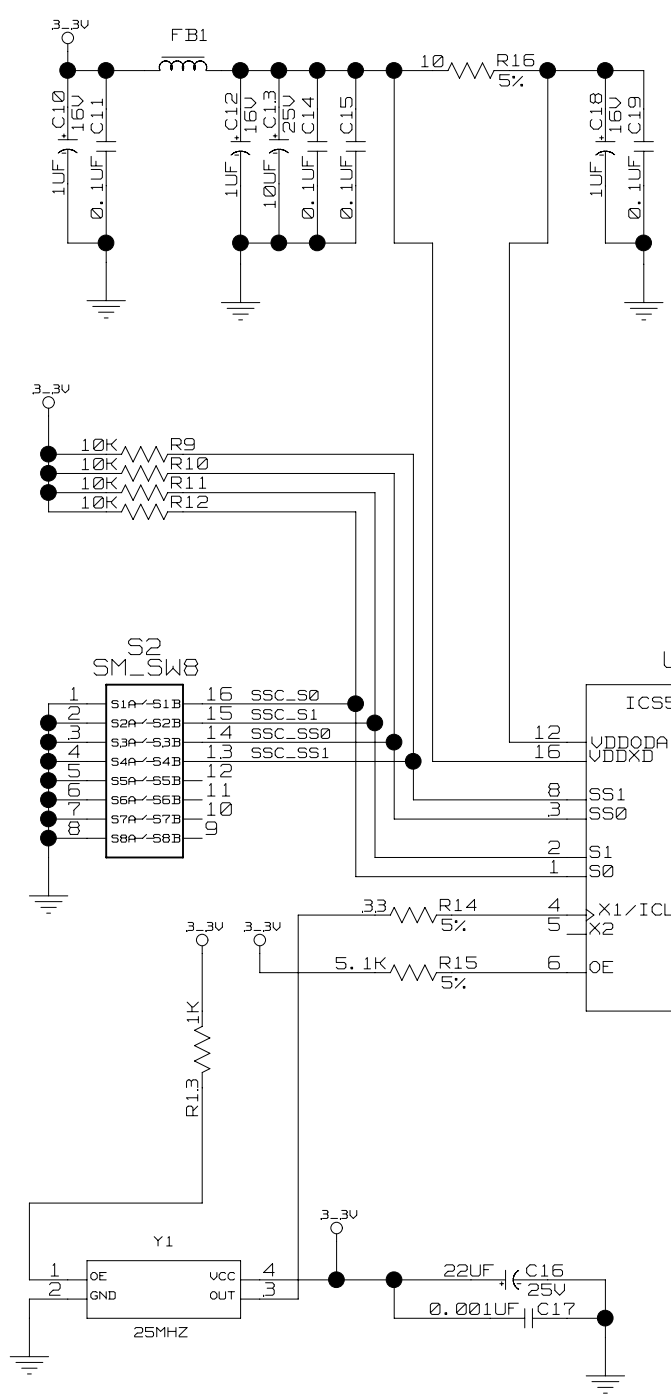 3_3V
FB1
10 R16
5%
C10
16V
1UF
C11
0.1UF
C12
16V
1UF
C13
25V
10UF
C14
0.1UF
C15
0.1UF
C18
16V
1UF
C19
0.1UF
3_3V
10K R9
10K R10
10K R11
10K R12
S2
SM_SW8
1 S1A S1B 16 SSC_S0
2 S2A S2B 15 SSC_S1
3 S3A S3B 14 SSC_SS0
4 S4A S4B 13 SSC_SS1
5 S5A S5B 12
6 S6A S6B 11
7 S7A S7B 10
8 S8A S8B 9
U
ICS5
12 VDDODA
16 VDDXD
8 SS1
3 SS0
2 S1
1 S0
33 R14 4 X1/ICL
5% 5 X2
3_3V 3_3V
5.1K R15 6 OE
5%
1K
R13
3_3V
Y1
1 OE VCC 4
2 GND OUT 3
25MHZ
22UF C16
25V
0.001UF C17